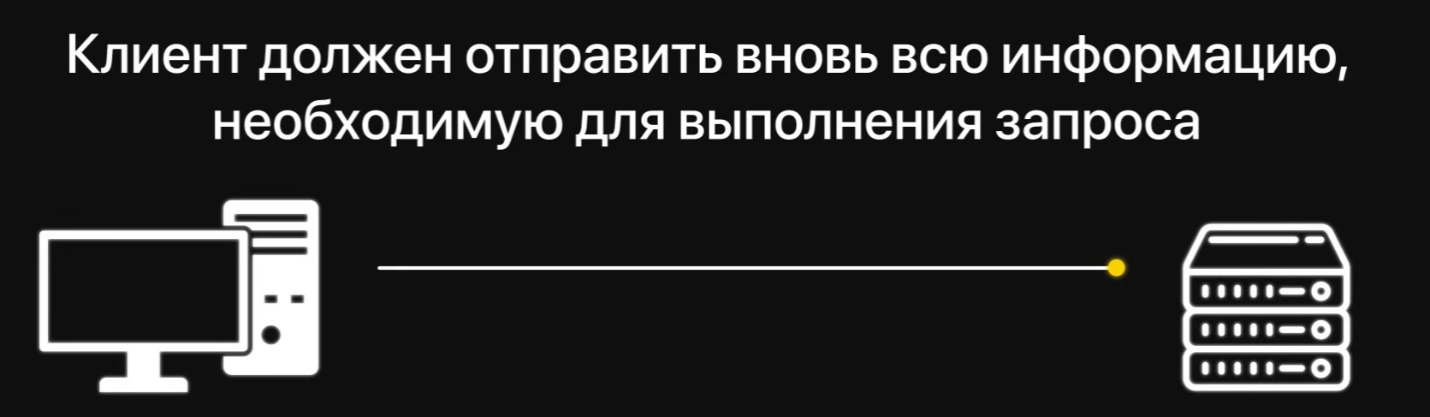 Клиент должен отправить вновь всю информацию,
необходимую для выполнения запроса